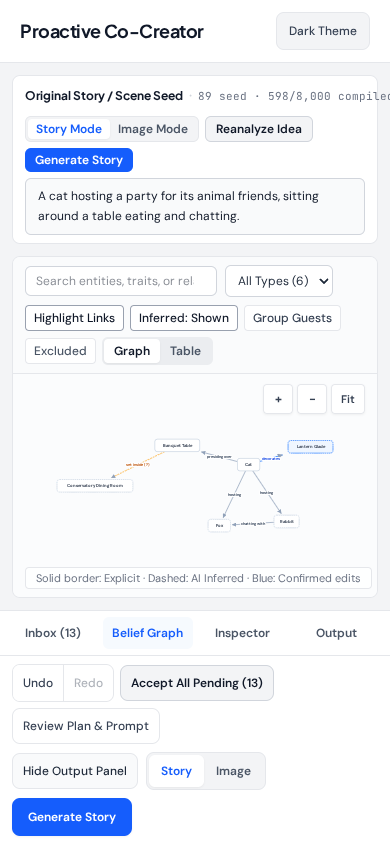 Proactive Co-Creator
Dark Theme
Original Story / Scene Seed · 89 seed · 598/8,000 compiled
Story Mode Image Mode Reanalyze Idea
Generate Story
A cat hosting a party for its animal friends, sitting
around a table eating and chatting.
Search entities, traits, or rel
All Types (6)
Highlight Links Inferred: Shown Group Guests
Excluded Graph Table
+ − Fit
Banquet Table
Lantern Glade
presiding over
decorates
Cat
set inside (?)
Conservatory Dining Room
hosting
hosting
Fox
chatting with
Rabbit
Solid border: Explicit · Dashed: AI Inferred · Blue: Confirmed edits
Inbox (13) Belief Graph Inspector Output
Undo Redo Accept All Pending (13)
Review Plan & Prompt
Hide Output Panel Story Image
Generate Story